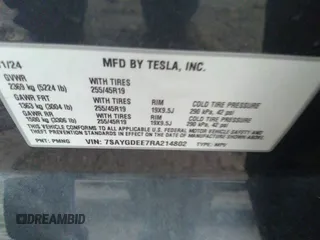 1/24
MFD BY TESLA, INC.
GVWR
2369 kg (5224 lb)
WITH TIRES
255/45R19
GAWR FRT
1363 kg (3004 lb)
WITH TIRES
255/45R19
RIM
19X9.5J
COLD TIRE PRESSURE
290 kPa, 42 psi
GAWR RR
WITH TIRES
255/45R19
RIM
19X9.5J
COLD TIRE PRESSURE
290 kPa, 42 psi
THIS VEHICLE CONFORMS TO ALL APPLICABLE FEDERAL MOTOR VEHICLE SAFETY AND
THEFT PREVENTION STANDARDS IN EFFECT ON THE DATE OF MANUFACTURE SHOWN ABOVE.
PNT: PMNG VIN: 7SAYGDEE7RA214602 TYPE: MPV
DREAMBID